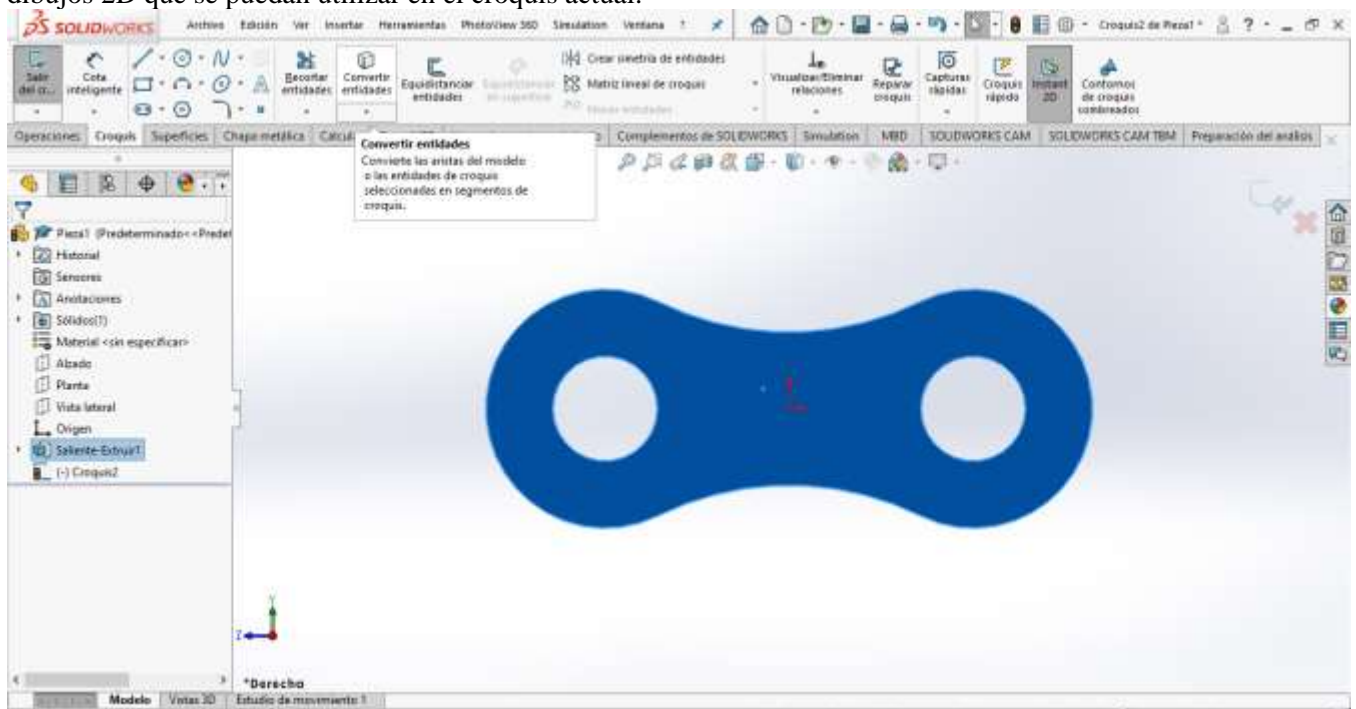 dibujos 2D que se puedan utilizar en el croquis actual.
SOLIDWORKS Archivo Edición Ver Insertar Herramientas PhotoView 360 Simulation Ventana ? Croquis2 de Pieza1 * ?
Salir del cr... Cota inteligente Recortar entidades Convertir entidades Equidistanciar entidades Crear simetría de entidades Matriz lineal de croquis Mover entidades Visualizar/Eliminar relaciones Reparar croquis Capturas rápidas Croquis rápido Instant 2D Contornos de croquis sombreados
Operaciones Croquis Superficies Chapa metálica Complementos de SOLIDWORKS Simulation MBD SOLIDWORKS CAM SOLIDWORKS CAM TBM Preparación del análisis
Convertir entidades
Convierte las aristas del modelo
o las entidades de croquis
seleccionadas en segmentos de
croquis.
Pieza1 (Predeterminado<<Predet
Historial
Sensores
Anotaciones
Sólidos(1)
Material <sin especificar>
Alzado
Planta
Vista lateral
Origen
Saliente-Extruir1
(-) Croquis2
Y
Z
*Derecha
Modelo Vistas 3D Estudio de movimiento 1